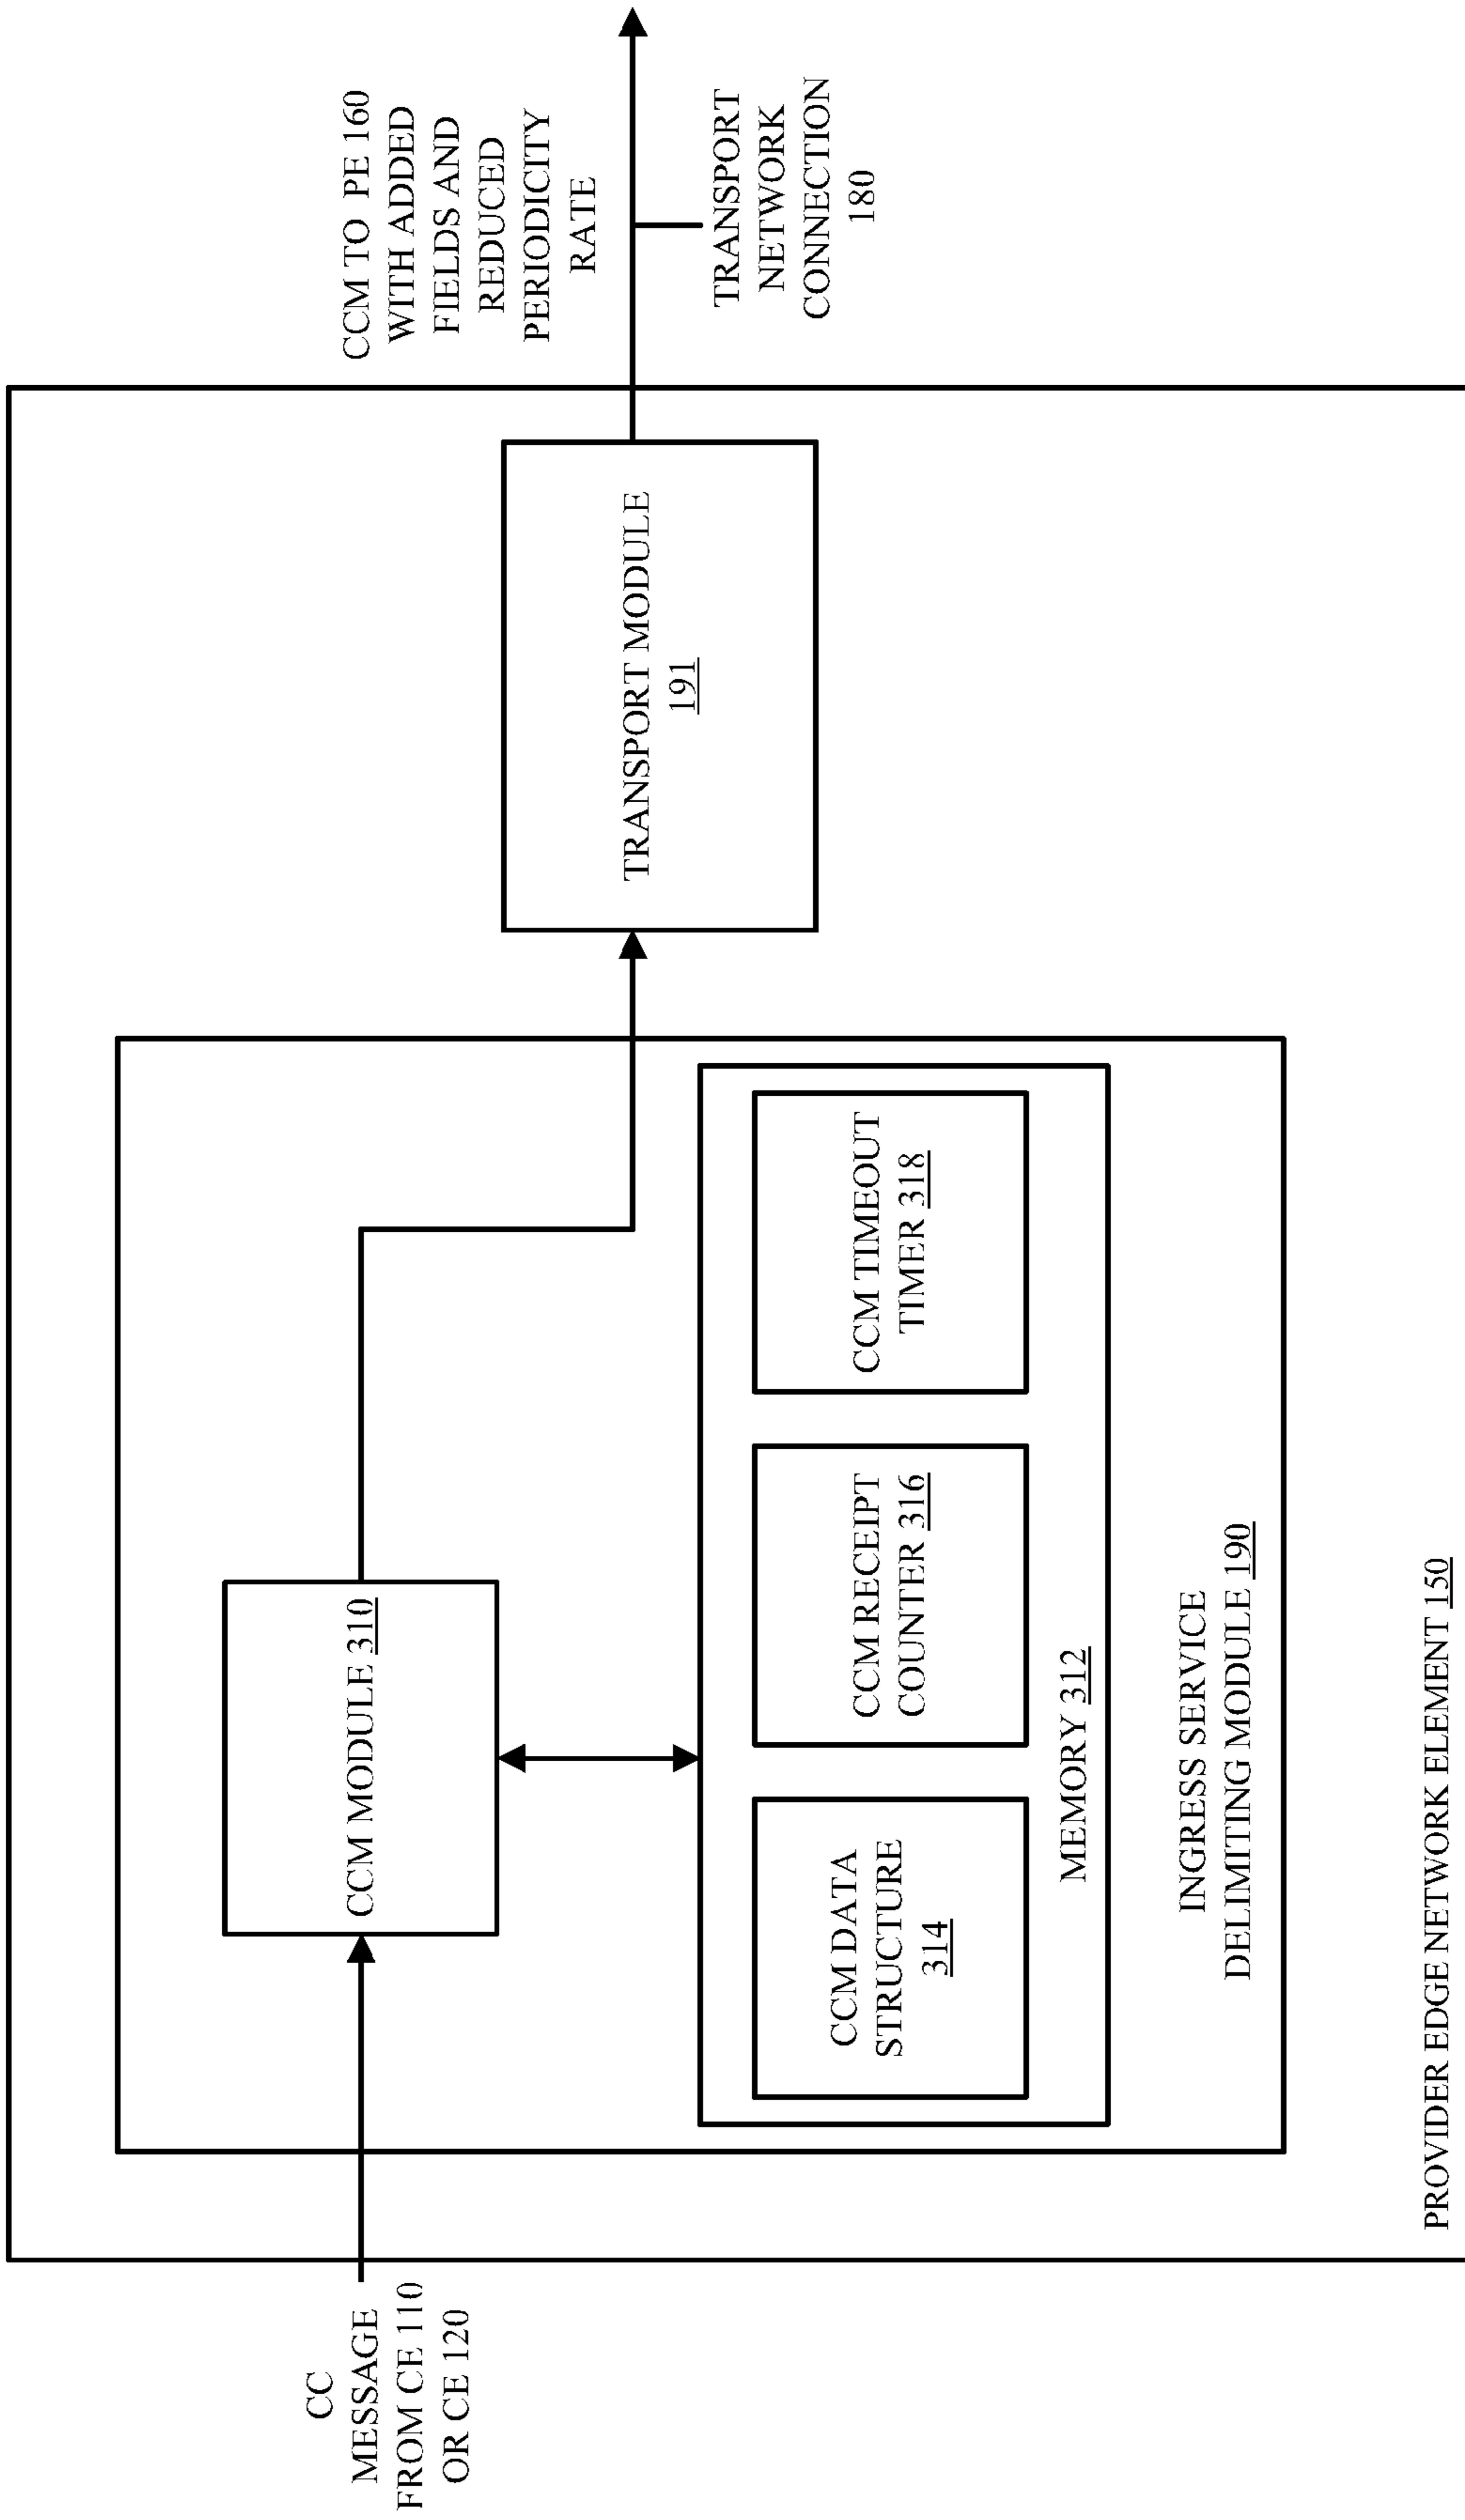 CC
MESSAGE
FROM CE 110
OR CE 120
CCM MODULE 310
CCM DATA
STRUCTURE
314
CCM RECEIPT
COUNTER 316
CCM TIMEOUT
TIMER 318
MEMORY 312
INGRESS SERVICE
DELIMITING MODULE 190
TRANSPORT MODULE
191
CCM TO PE 160
WITH ADDED
FIELDS AND
REDUCED
PERIODICITY
RATE
TRANSPORT
NETWORK
CONNECTION
180
PROVIDER EDGE NETWORK ELEMENT 150